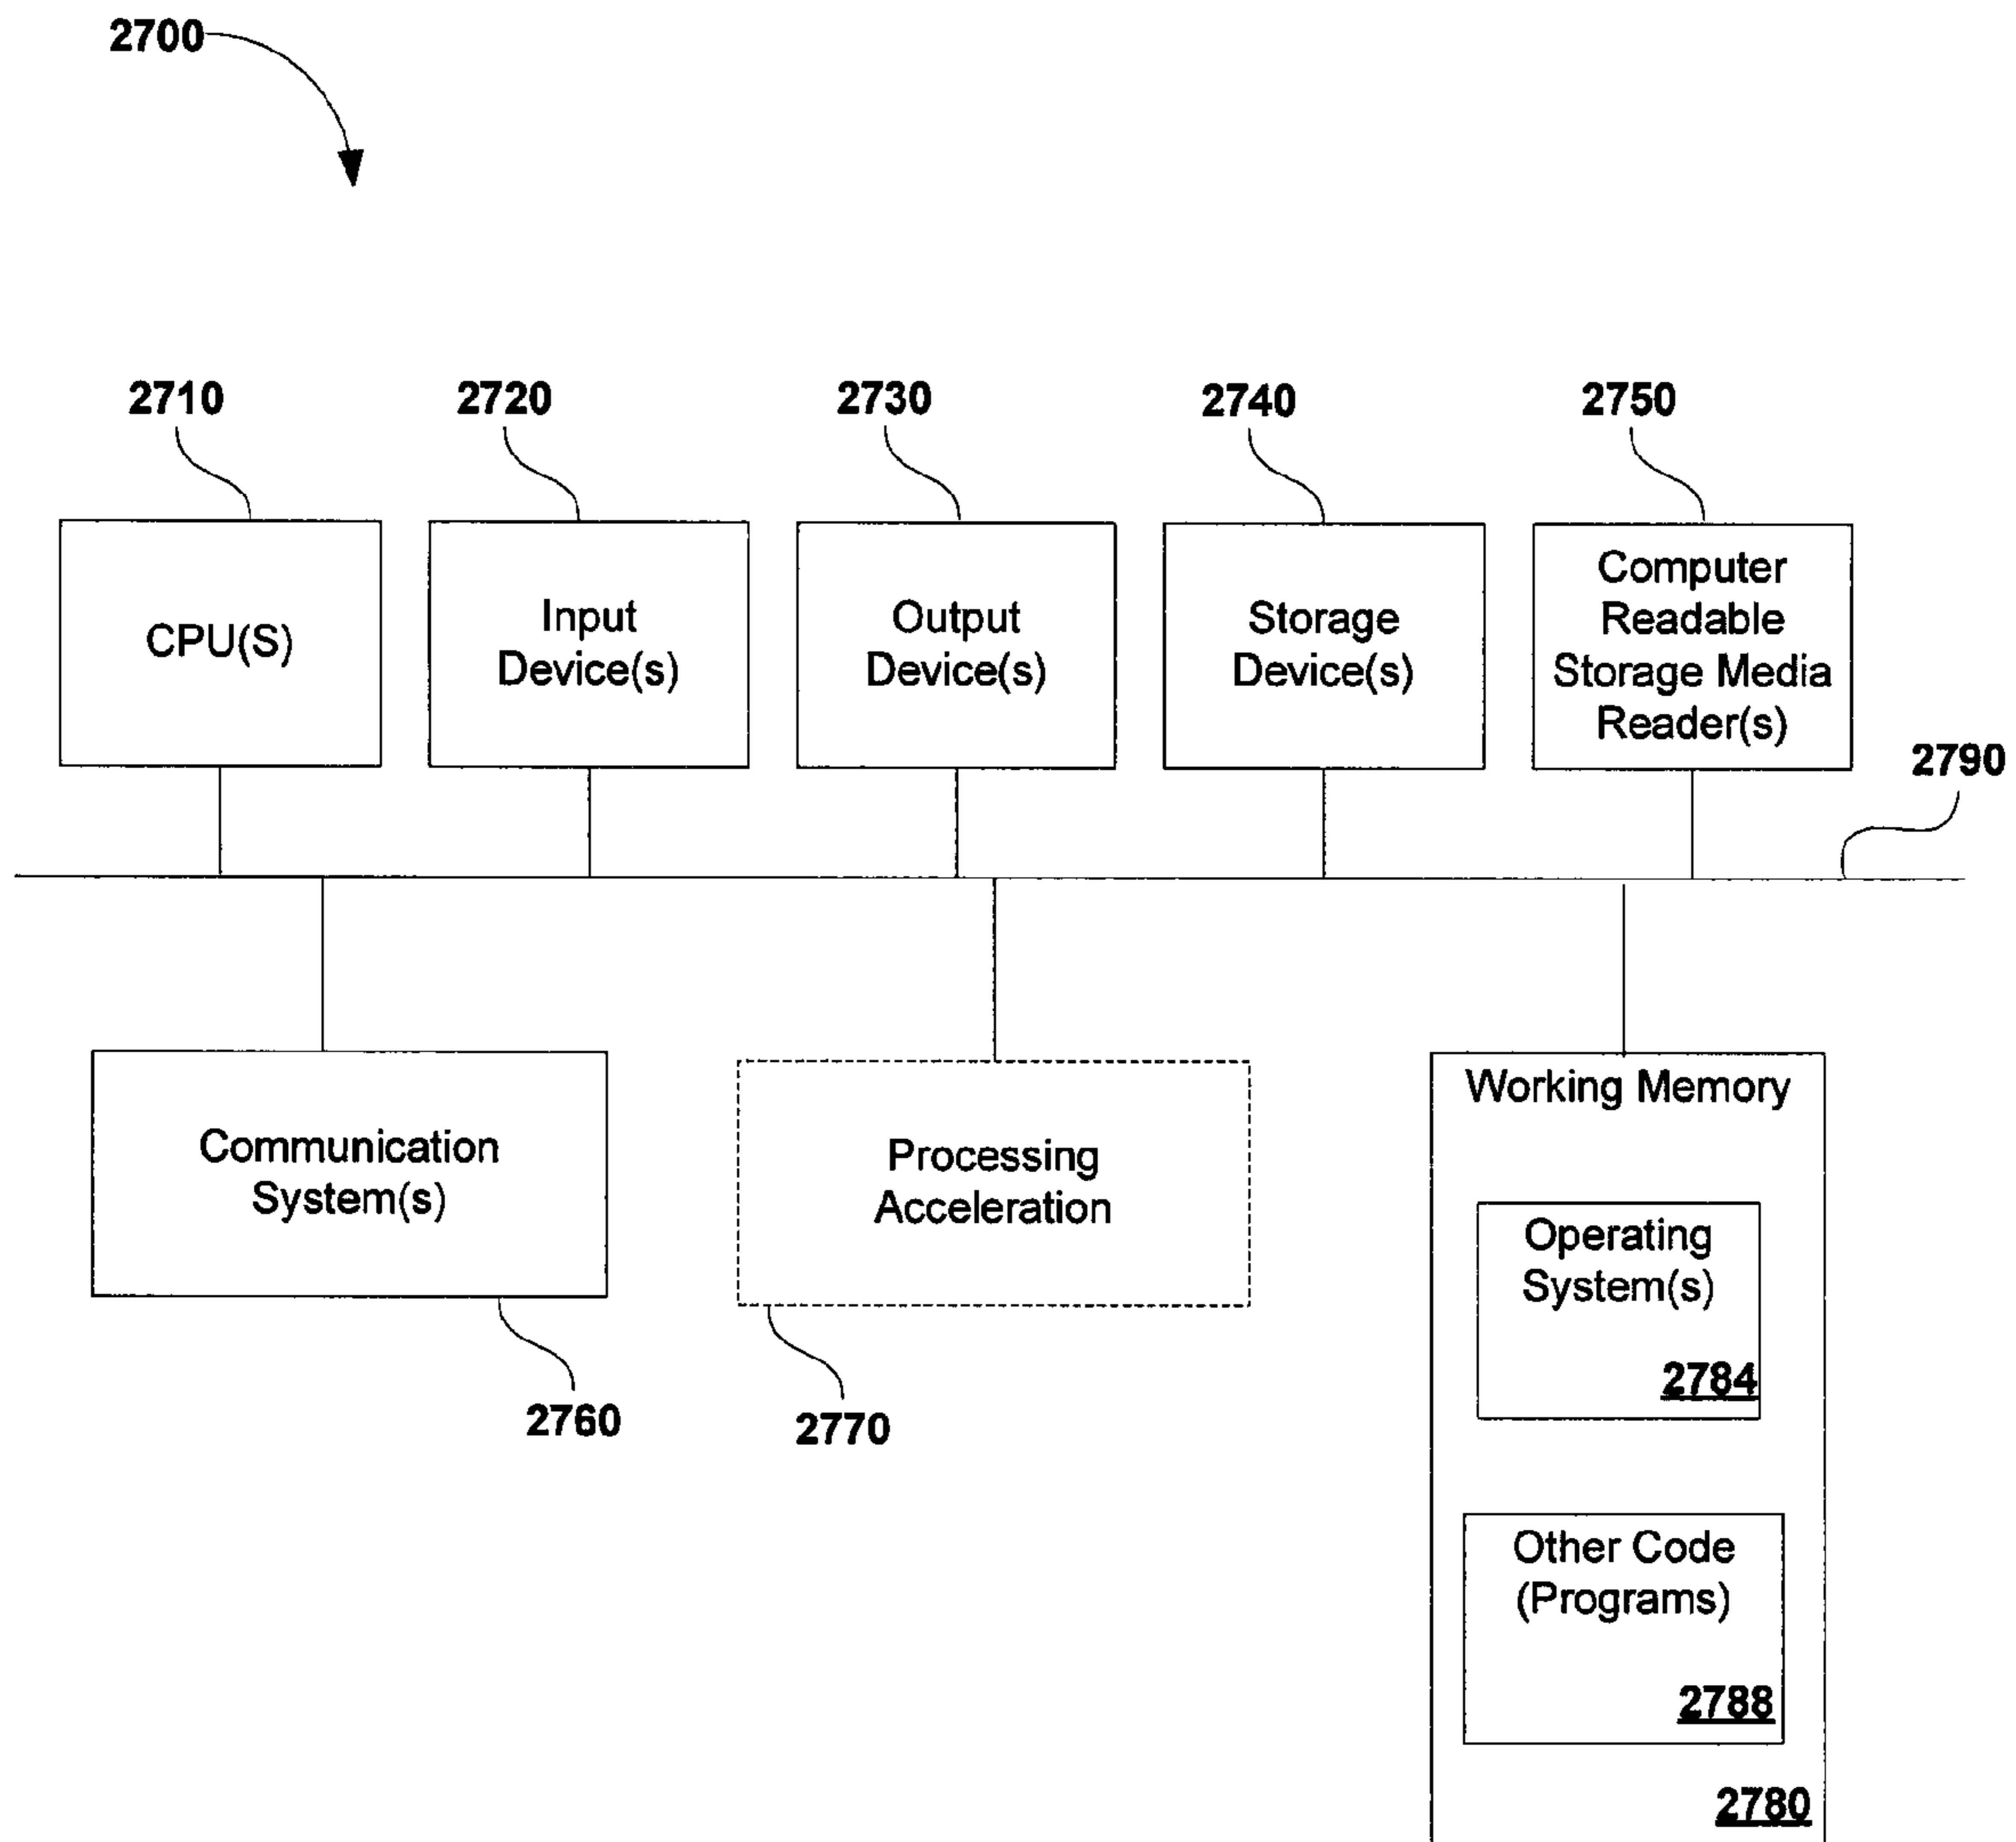 2700
2710
2720
2730
2740
2750
CPU(S)
Input
Device(s)
Output
Device(s)
Storage
Device(s)
Computer
Readable
Storage Media
Reader(s)
2790
Communication
System(s)
2760
Processing
Acceleration
2770
Working Memory
Operating
System(s)
2784
Other Code
(Programs)
2788
2780